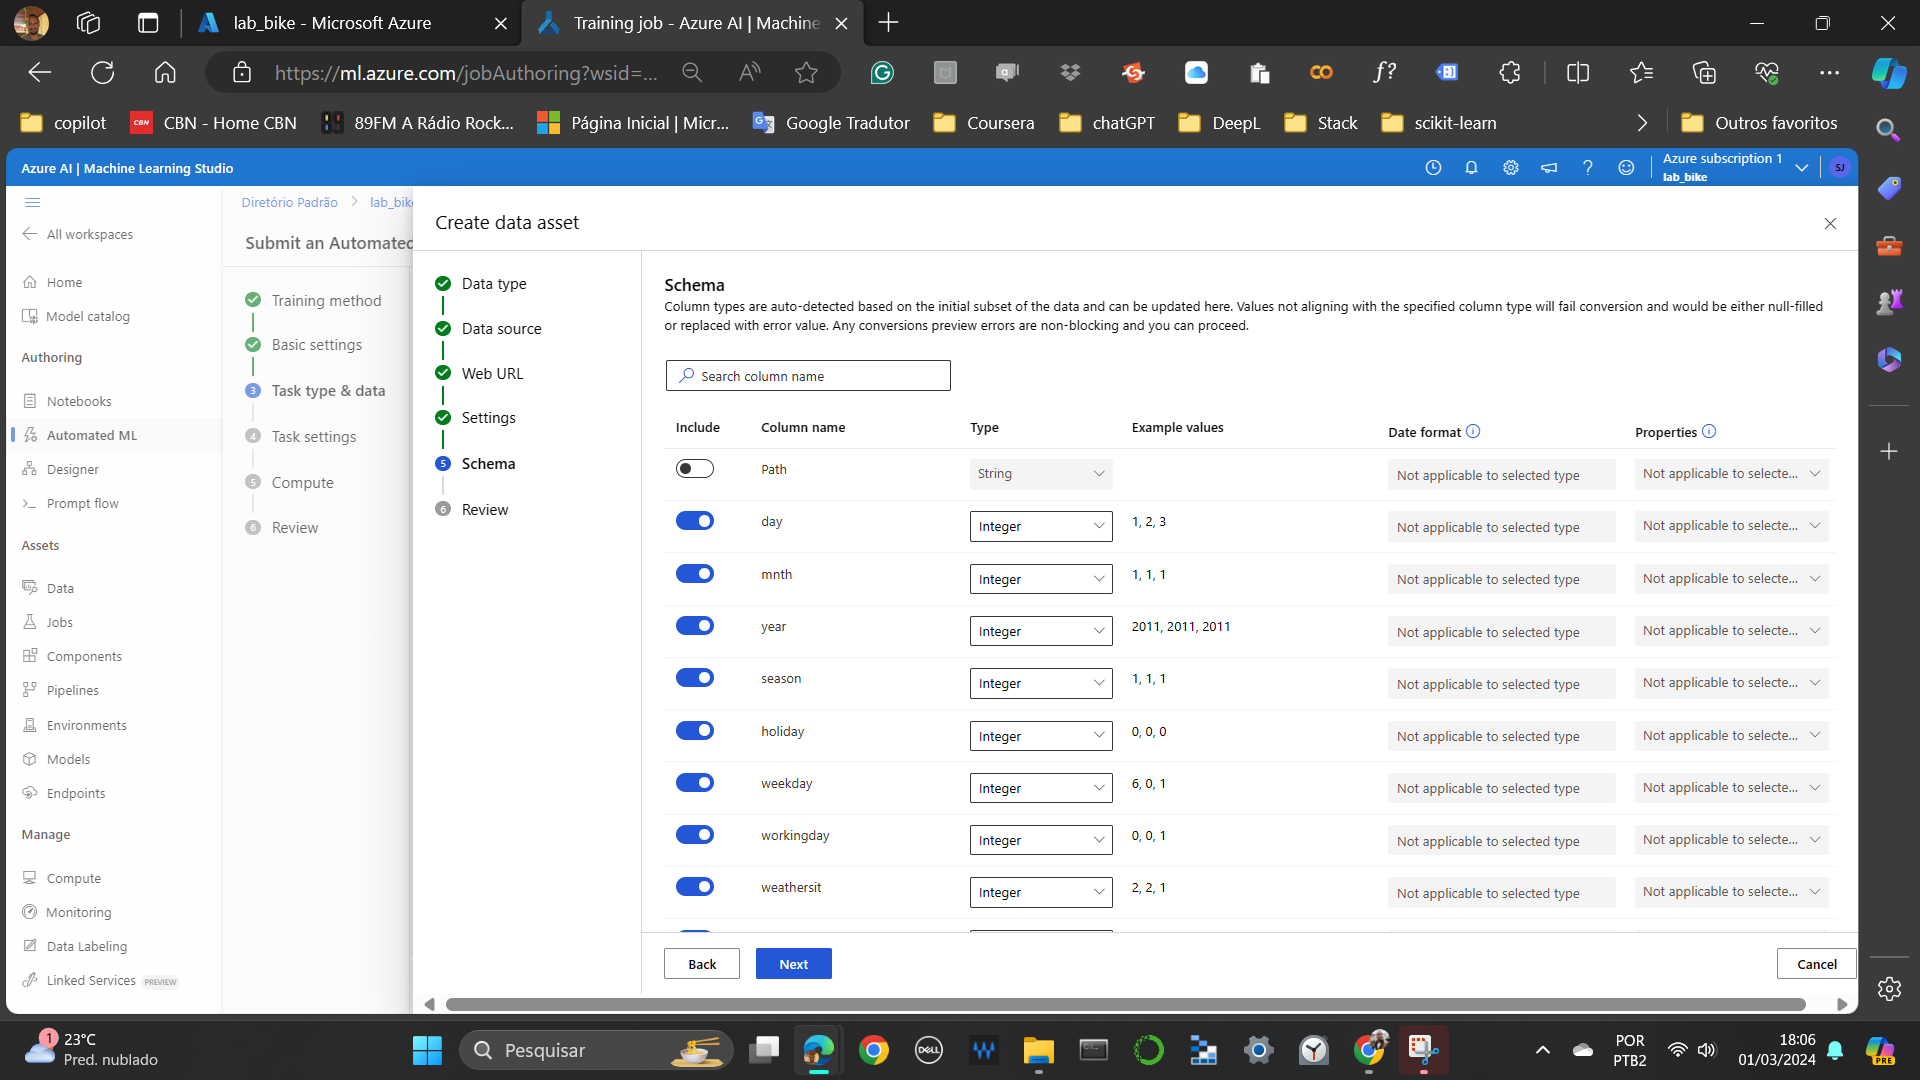 lab_bike - Microsoft Azure
Training job - Azure AI | Machine
https://ml.azure.com/jobAuthoring?wsid=...
copilot
CBN - Home CBN
89FM A Rádio Rock...
Página Inicial | Micr...
Google Tradutor
Coursera
chatGPT
DeepL
Stack
scikit-learn
Outros favoritos
Azure AI | Machine Learning Studio
Azure subscription 1
lab_bike
SJ
All workspaces
Home
Model catalog
Authoring
Notebooks
Automated ML
Designer
Prompt flow
Assets
Data
Jobs
Components
Pipelines
Environments
Models
Endpoints
Manage
Compute
Monitoring
Data Labeling
Linked Services PREVIEW
Diretório Padrão > lab_bike
Submit an Automated
Training method
Basic settings
3 Task type & data
4 Task settings
5 Compute
6 Review
Create data asset
Data type
Data source
Web URL
Settings
5 Schema
6 Review
Schema
Column types are auto-detected based on the initial subset of the data and can be updated here. Values not aligning with the specified column type will fail conversion and would be either null-filled
or replaced with error value. Any conversions preview errors are non-blocking and you can proceed.
Search column name
Include Column name Type Example values Date format Properties
Path String Not applicable to selected type Not applicable to selecte...
day Integer 1, 2, 3 Not applicable to selected type Not applicable to selecte...
mnth Integer 1, 1, 1 Not applicable to selected type Not applicable to selecte...
year Integer 2011, 2011, 2011 Not applicable to selected type Not applicable to selecte...
season Integer 1, 1, 1 Not applicable to selected type Not applicable to selecte...
holiday Integer 0, 0, 0 Not applicable to selected type Not applicable to selecte...
weekday Integer 6, 0, 1 Not applicable to selected type Not applicable to selecte...
workingday Integer 0, 0, 1 Not applicable to selected type Not applicable to selecte...
weathersit Integer 2, 2, 1 Not applicable to selected type Not applicable to selecte...
Back Next Cancel
1
23°C
Pred. nublado
Pesquisar
DELL
POR
PTB2
18:06
01/03/2024
PRE